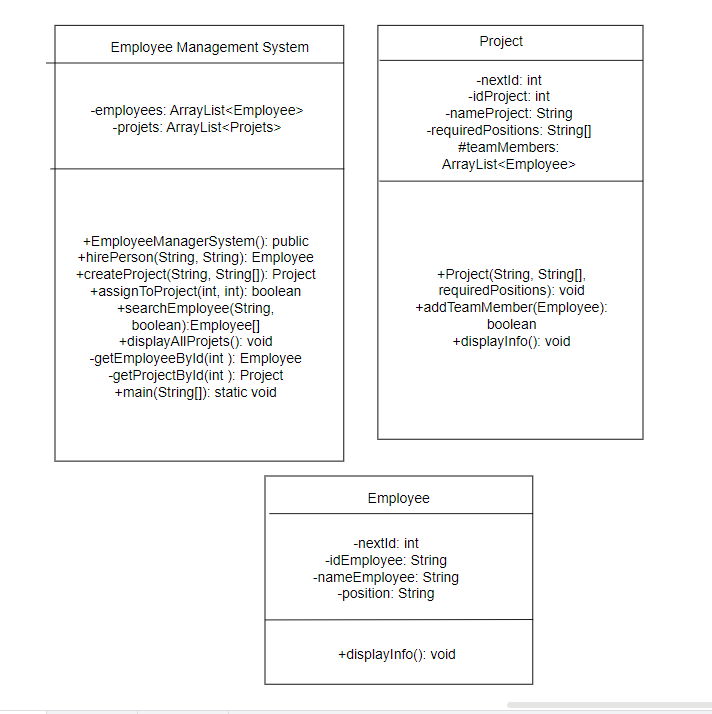 Employee Management System
-employees: ArrayList<Employee>
-projets: ArrayList<Projets>
+EmployeeManagerSystem(): public
+hirePerson(String, String): Employee
+createProject(String, String[]): Project
+assignToProject(int, int): boolean
+searchEmployee(String,
boolean):Employee[]
+displayAllProjets(): void
-getEmployeeById(int ): Employee
-getProjectById(int ): Project
+main(String[]): static void
Project
-nextId: int
-idProject: int
-nameProject: String
-requiredPositions: String[]
#teamMembers:
ArrayList<Employee>
+Project(String, String[],
requiredPositions): void
+addTeamMember(Employee):
boolean
+displayInfo(): void
Employee
-nextId: int
-idEmployee: String
-nameEmployee: String
-position: String
+displayInfo(): void